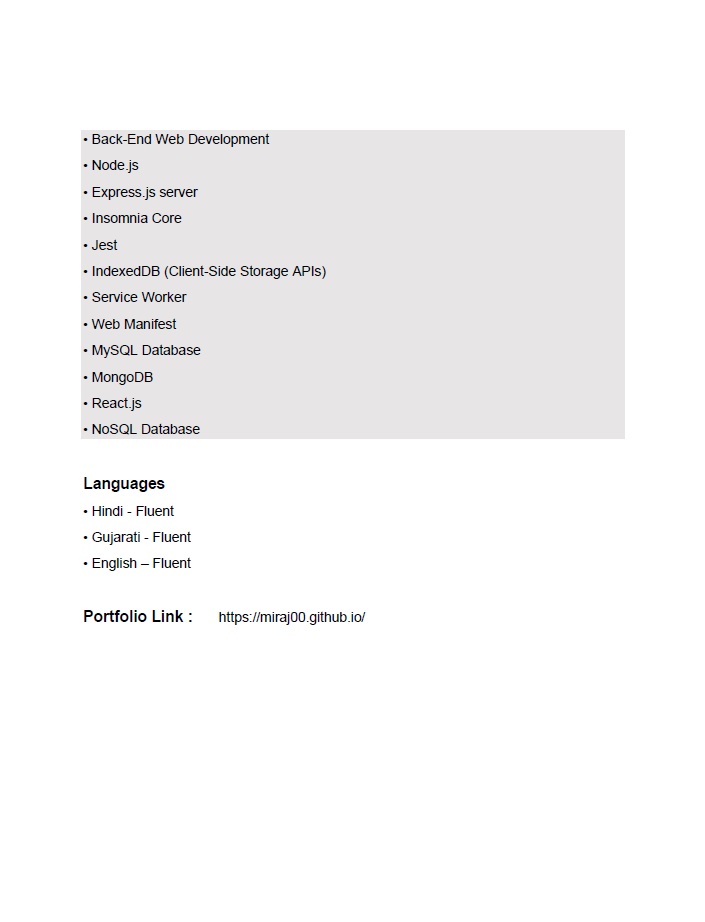 • Back-End Web Development
• Node.js
• Express.js server
• Insomnia Core
• Jest
• IndexedDB (Client-Side Storage APIs)
• Service Worker
• Web Manifest
• MySQL Database
• MongoDB
• React.js
• NoSQL Database
Languages
• Hindi - Fluent
• Gujarati - Fluent
• English – Fluent
Portfolio Link : https://miraj00.github.io/